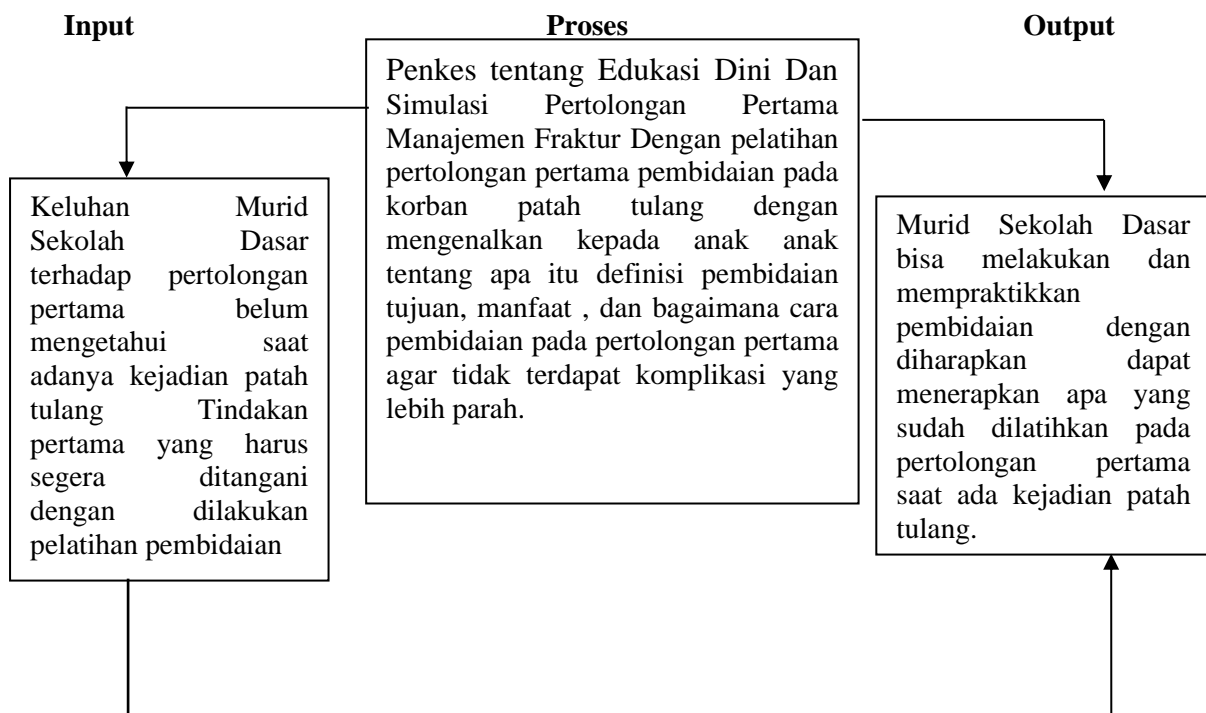 Input
Proses
Output
Penkes tentang Edukasi Dini Dan
Simulasi Pertolongan Pertama
Manajemen Fraktur Dengan pelatihan
pertolongan pertama pembidaian pada
korban patah tulang dengan
mengenalkan kepada anak anak
tentang apa itu definisi pembidaian
tujuan, manfaat , dan bagaimana cara
pembidaian pada pertolongan pertama
agar tidak terdapat komplikasi yang
lebih parah.
Keluhan Murid
Sekolah Dasar
terhadap pertolongan
pertama belum
mengetahui saat
adanya kejadian patah
tulang Tindakan
pertama yang harus
segera ditangani
dengan dilakukan
pelatihan pembidaian
Murid Sekolah Dasar
bisa melakukan dan
mempraktikkan
pembidaian dengan
diharapkan dapat
menerapkan apa yang
sudah dilatihkan pada
pertolongan pertama
saat ada kejadian patah
tulang.